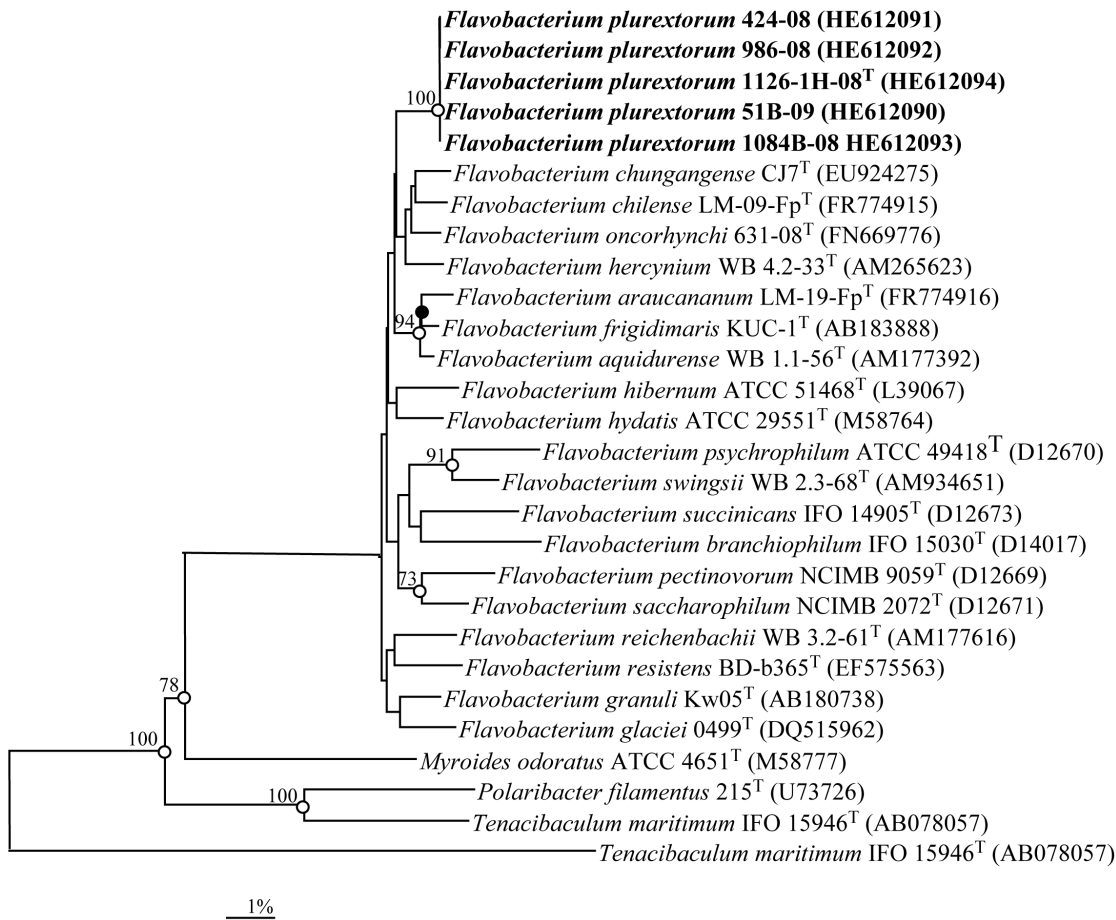 Flavobacterium plurextorum 424-08 (HE612091)
Flavobacterium plurextorum 986-08 (HE612092)
Flavobacterium plurextorum 1126-1H-08T (HE612094)
100
Flavobacterium plurextorum 51B-09 (HE612090)
Flavobacterium plurextorum 1084B-08 HE612093)
Flavobacterium chungangense CJ7T (EU924275)
Flavobacterium chilense LM-09-FpT (FR774915)
Flavobacterium oncorhynchi 631-08T (FN669776)
Flavobacterium hercynium WB 4.2-33T (AM265623)
Flavobacterium araucananum LM-19-FpT (FR774916)
94
Flavobacterium frigidimaris KUC-1T (AB183888)
Flavobacterium aquidurense WB 1.1-56T (AM177392)
Flavobacterium hibernum ATCC 51468T (L39067)
Flavobacterium hydatis ATCC 29551T (M58764)
91
Flavobacterium psychrophilum ATCC 49418T (D12670)
Flavobacterium swingsii WB 2.3-68T (AM934651)
Flavobacterium succinicans IFO 14905T (D12673)
Flavobacterium branchiophilum IFO 15030T (D14017)
73
Flavobacterium pectinovorum NCIMB 9059T (D12669)
Flavobacterium saccharophilum NCIMB 2072T (D12671)
Flavobacterium reichenbachii WB 3.2-61T (AM177616)
Flavobacterium resistens BD-b365T (EF575563)
78
Flavobacterium granuli Kw05T (AB180738)
Flavobacterium glaciei 0499T (DQ515962)
100
Myroides odoratus ATCC 4651T (M58777)
100
Polaribacter filamentus 215T (U73726)
Tenacibaculum maritimum IFO 15946T (AB078057)
Tenacibaculum maritimum IFO 15946T (AB078057)
1%